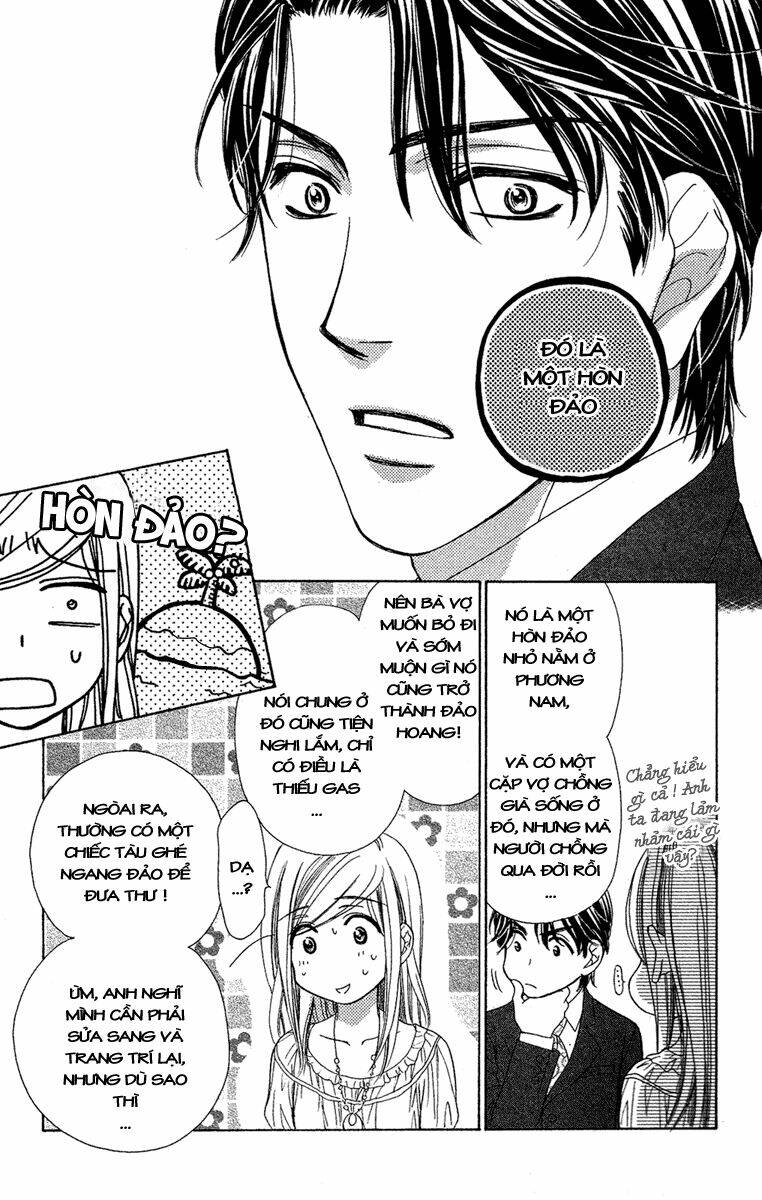 ĐÓ LÀ
MỘT HÒN
ĐẢO
HÒN ĐẢO?
NÓ LÀ MỘT
HÒN ĐẢO
NHỎ NẰM Ở
PHƯƠNG
NAM,
VÀ CÓ MỘT
CẶP VỢ CHỒNG
GIÀ SỐNG Ở
ĐÓ, NHƯNG MÀ
NGƯỜI CHỒNG
QUA ĐỜI RỒI
...
Chẳng hiểu
gì cả ! Anh
ta đang lảm
nhảm cái gì
vậy?
NÊN BÀ VỢ
MUỐN BỎ ĐI
VÀ SỚM
MUỘN GÌ NÓ
CŨNG TRỞ
THÀNH ĐẢO
HOANG!
NÓI CHUNG Ở
ĐÓ CŨNG TIỆN
NGHI LẮM, CHỈ
CÓ ĐIỀU LÀ
THIẾU GAS
...
DẠ
...?
NGÒAI RA,
THƯỜNG CÓ MỘT
CHIẾC TÀU GHÉ
NGANG ĐẢO ĐỂ
ĐƯA THƯ !
ỪM, ANH NGHĨ
MÌNH CẦN PHẢI
SỬA SANG VÀ
TRANG TRÍ LẠI,
NHƯNG DÙ SAO
THÌ
...